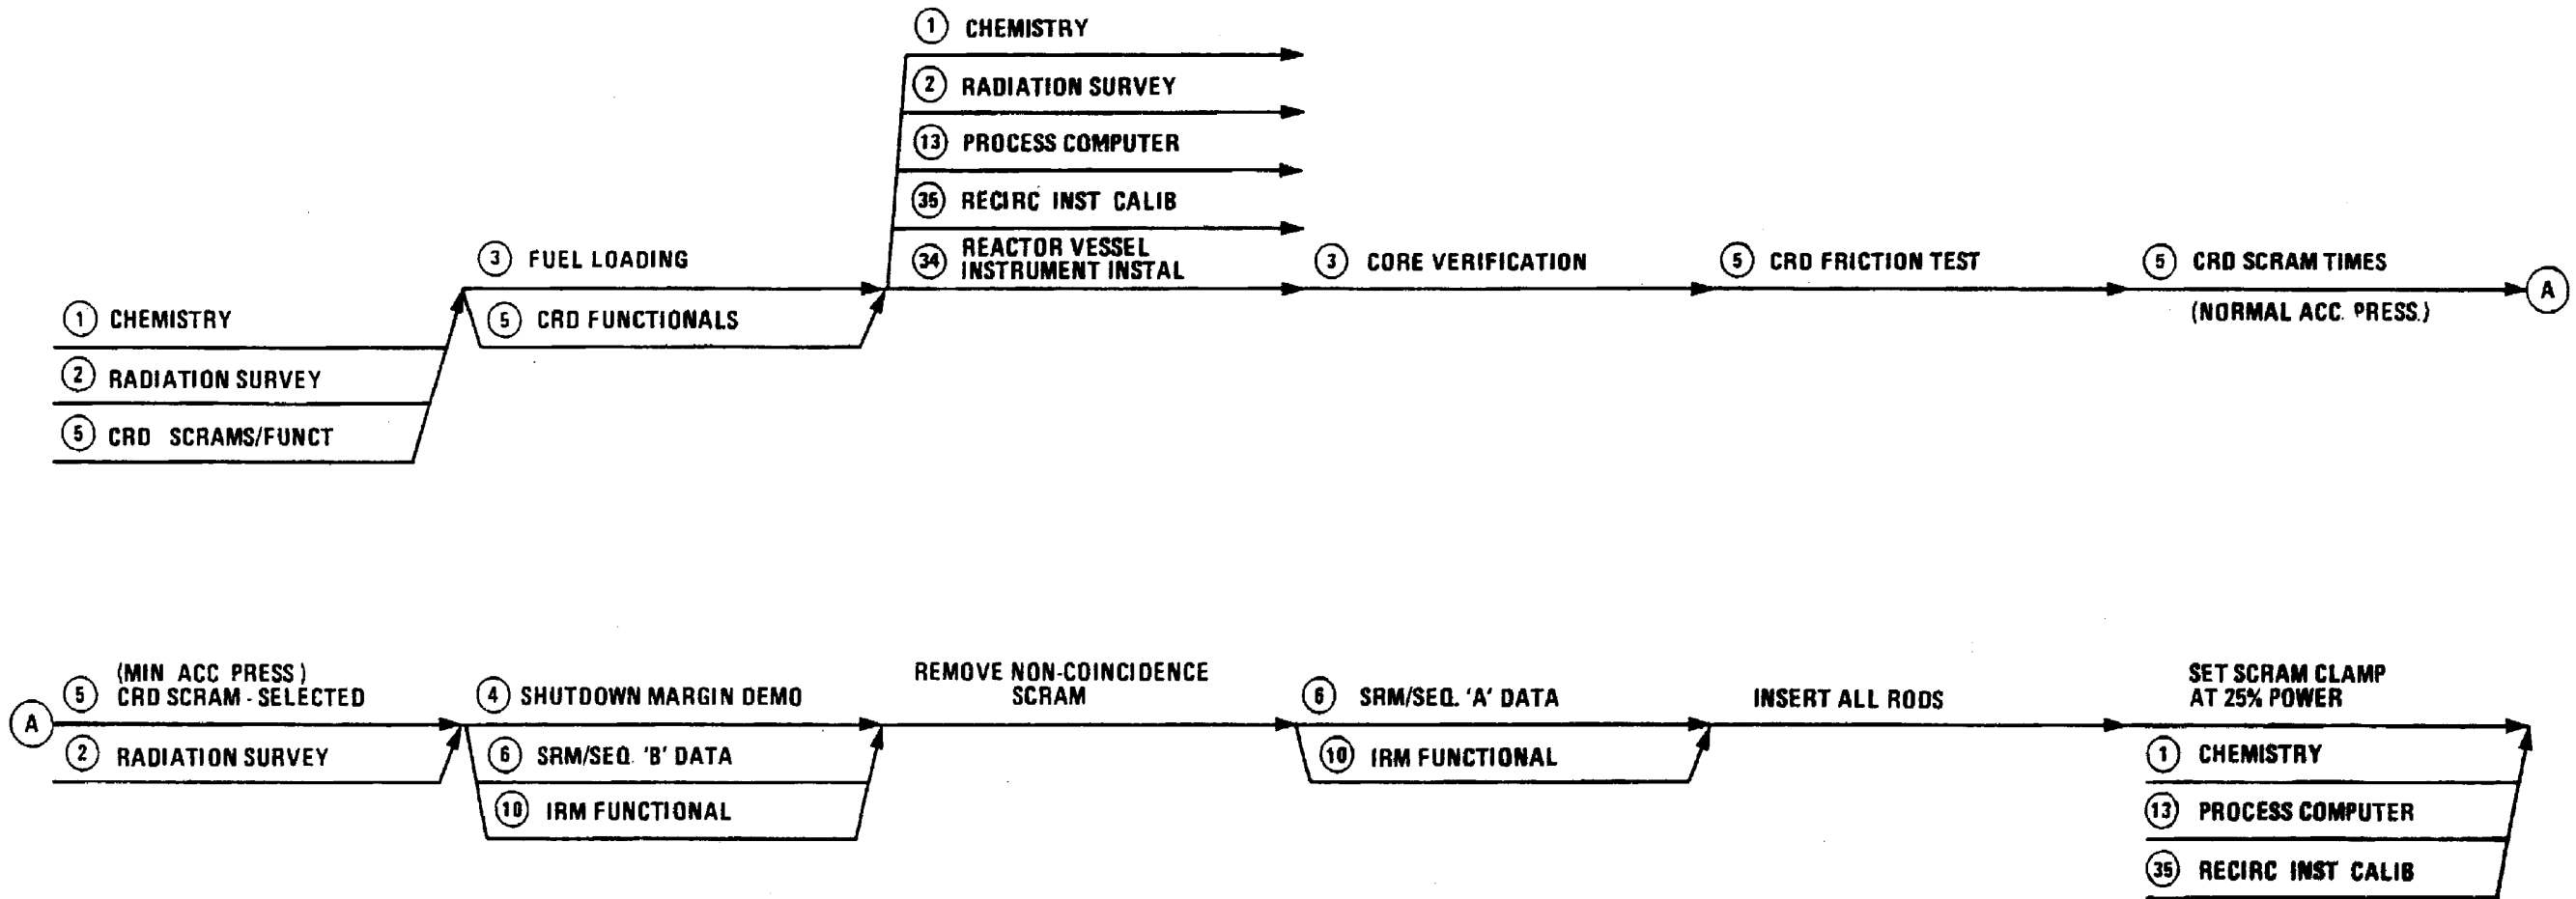 ① CHEMISTRY
② RADIATION SURVEY
⑬ PROCESS COMPUTER
㉟ RECIRC INST CALIB
㉞ REACTOR VESSEL
INSTRUMENT INSTAL
③ FUEL LOADING
⑤ CRD FUNCTIONALS
③ CORE VERIFICATION
⑤ CRD FRICTION TEST
⑤ CRD SCRAM TIMES
(NORMAL ACC. PRESS.)
A
① CHEMISTRY
② RADIATION SURVEY
⑤ CRD SCRAMS/FUNCT
A
(MIN ACC PRESS)
⑤ CRD SCRAM - SELECTED
② RADIATION SURVEY
④ SHUTDOWN MARGIN DEMO
⑥ SRM/SEQ. 'B' DATA
⑩ IRM FUNCTIONAL
REMOVE NON-COINCIDENCE
SCRAM
⑥ SRM/SEQ. 'A' DATA
⑩ IRM FUNCTIONAL
INSERT ALL RODS
SET SCRAM CLAMP
AT 25% POWER
① CHEMISTRY
⑬ PROCESS COMPUTER
㉟ RECIRC INST CALIB